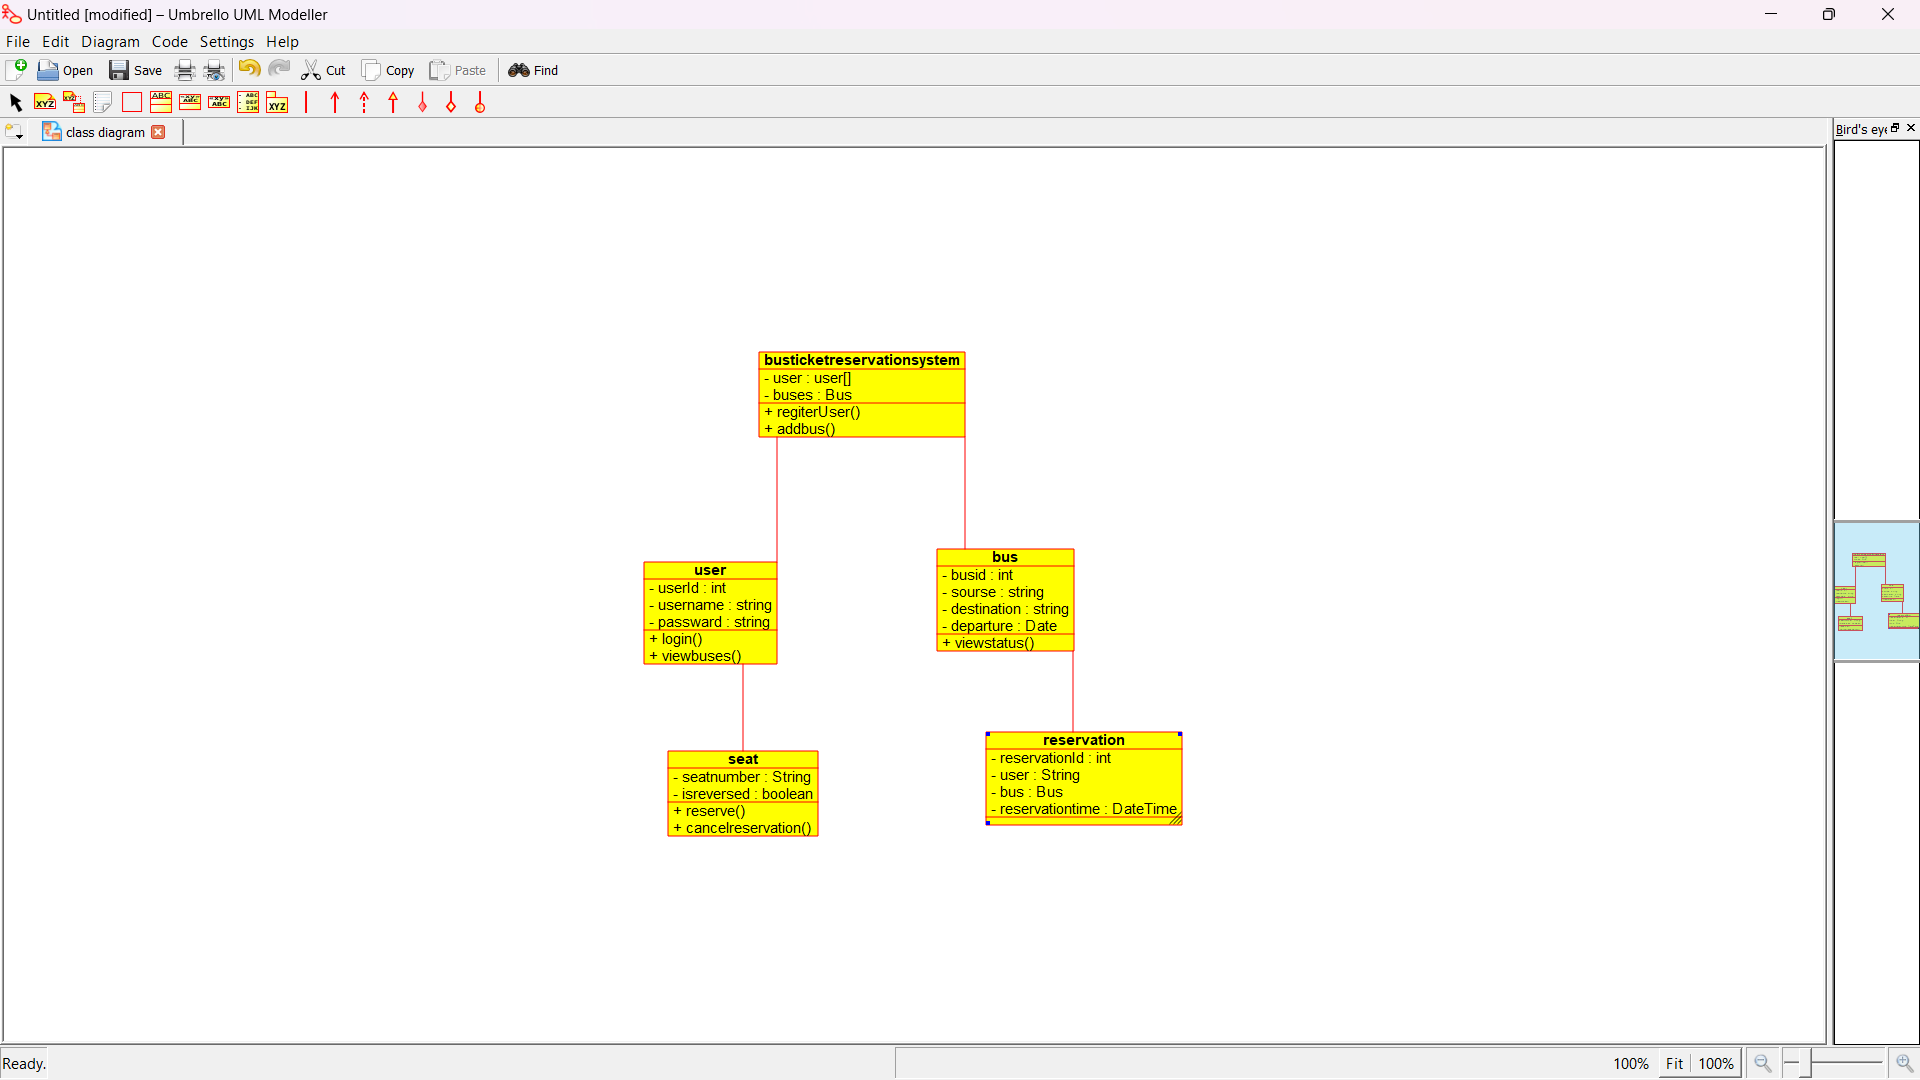 Untitled [modified] – Umbrello UML Modeller
File Edit Diagram Code Settings Help
Open Save Cut Copy Paste Find
class diagram
Bird's eye
busticketreservationsystem
- user : user[]
- buses : Bus
+ regiterUser()
+ addbus()
user
- userId : int
- username : string
- passward : string
+ login()
+ viewbuses()
bus
- busid : int
- sourse : string
- destination : string
- departure : Date
+ viewstatus()
seat
- seatnumber : String
- isreversed : boolean
+ reserve()
+ cancelreservation()
reservation
- reservationId : int
- user : String
- bus : Bus
- reservationtime : DateTime
Ready.
100% Fit 100%